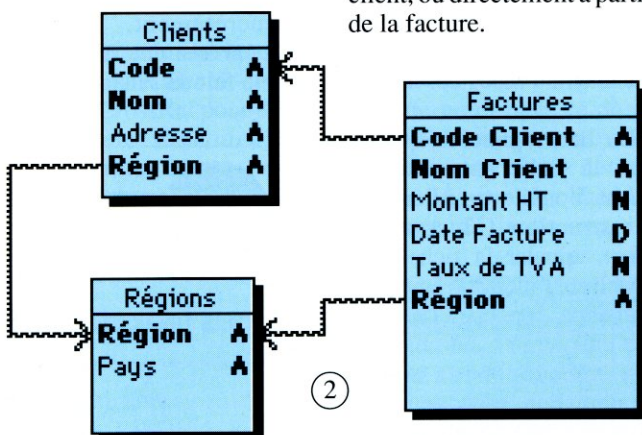 client, ou directement à parti
de la facture.
Clients
Code A
Nom A
Adresse A
Région A
Factures
Code Client A
Nom Client A
Montant HT N
Date Facture D
Taux de TVA N
Région A
Régions
Région A
Pays A
2